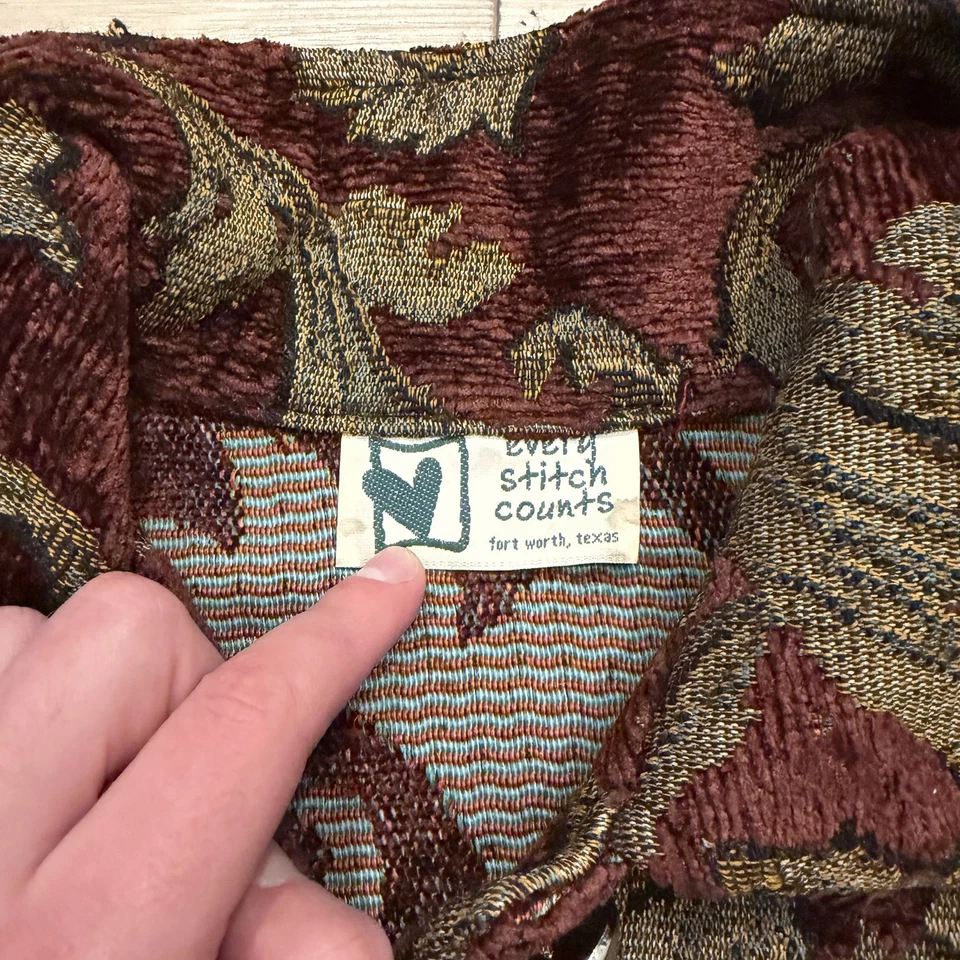 every
stitch
counts
fort worth, texas